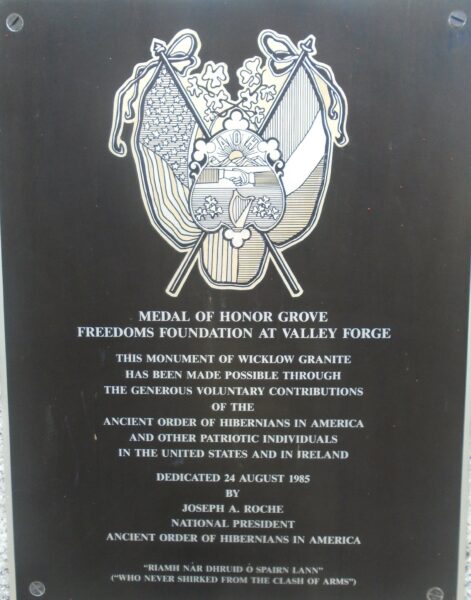 AOH
MEDAL OF HONOR GROVE
FREEDOMS FOUNDATION AT VALLEY FORGE
THIS MONUMENT OF WICKLOW GRANITE
HAS BEEN MADE POSSIBLE THROUGH
THE GENEROUS VOLUNTARY CONTRIBUTIONS
OF THE
ANCIENT ORDER OF HIBERNIANS IN AMERICA
AND OTHER PATRIOTIC INDIVIDUALS
IN THE UNITED STATES AND IN IRELAND
DEDICATED 24 AUGUST 1985
BY
JOSEPH A. ROCHE
NATIONAL PRESIDENT
ANCIENT ORDER OF HIBERNIANS IN AMERICA
"RIAMH NÁR DHRUID Ó SPAIRN LANN"
("WHO NEVER SHIRKED FROM THE CLASH OF ARMS")